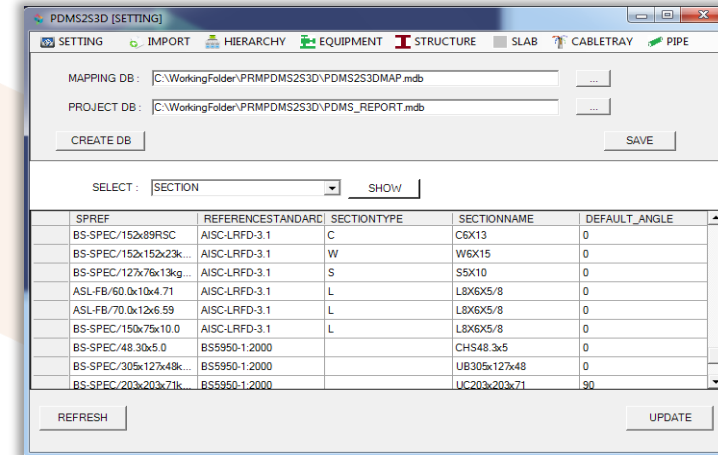 PDMS2S3D [SETTING]
SETTING IMPORT HIERARCHY EQUIPMENT STRUCTURE SLAB CABLETRAY PIPE
MAPPING DB : C:\WorkingFolder\PRMPDMS2S3D\PDMS2S3DMAP.mdb ...
PROJECT DB : C:\WorkingFolder\PRMPDMS2S3D\PDMS_REPORT.mdb ...
CREATE DB SAVE
SELECT : SECTION SHOW
SPREF REFERENCESTANDARD SECTIONTYPE SECTIONNAME DEFAULT_ANGLE
BS-SPEC/152x89RSC AISC-LRFD-3.1 C C6X13 0
BS-SPEC/152x152x23k... AISC-LRFD-3.1 W W6X15 0
BS-SPEC/127x76x13kg... AISC-LRFD-3.1 S S5X10 0
ASL-FB/60.0x10x4.71 AISC-LRFD-3.1 L L8X6X5/8 0
ASL-FB/70.0x12x6.59 AISC-LRFD-3.1 L L8X6X5/8 0
BS-SPEC/150x75x10.0 AISC-LRFD-3.1 L L8X6X5/8 0
BS-SPEC/48.30x5.0 BS5950-1:2000 CHS48.3x5 0
BS-SPEC/305x127x48k... BS5950-1:2000 UB305x127x48 0
BS-SPEC/203x203x71k... BS5950-1:2000 UC203x203x71 90
REFRESH UPDATE